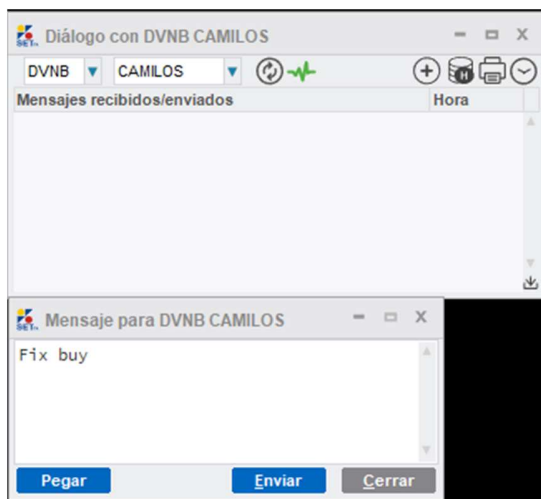 SET Diálogo con DVNB CAMILOS
DVNB CAMILOS
Mensajes recibidos/enviados Hora
Mensaje para DVNB CAMILOS
Fix buy
Pegar Enviar Cerrar